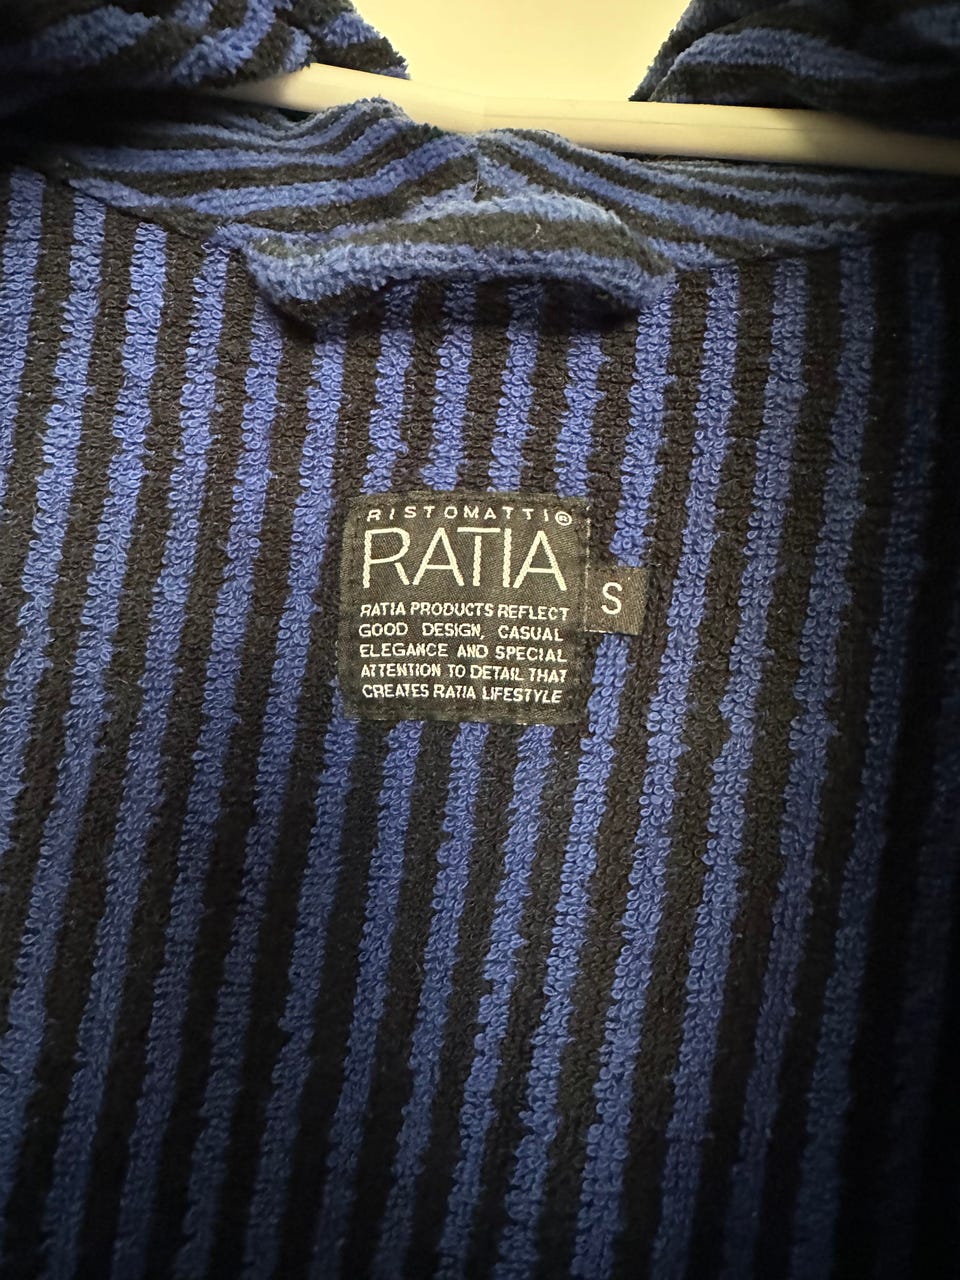 RISTOMATTI®
RATIA
S
RATIA PRODUCTS REFLECT
GOOD DESIGN, CASUAL
ELEGANCE AND SPECIAL
ATTENTION TO DETAIL THAT
CREATES RATIA LIFESTYLE